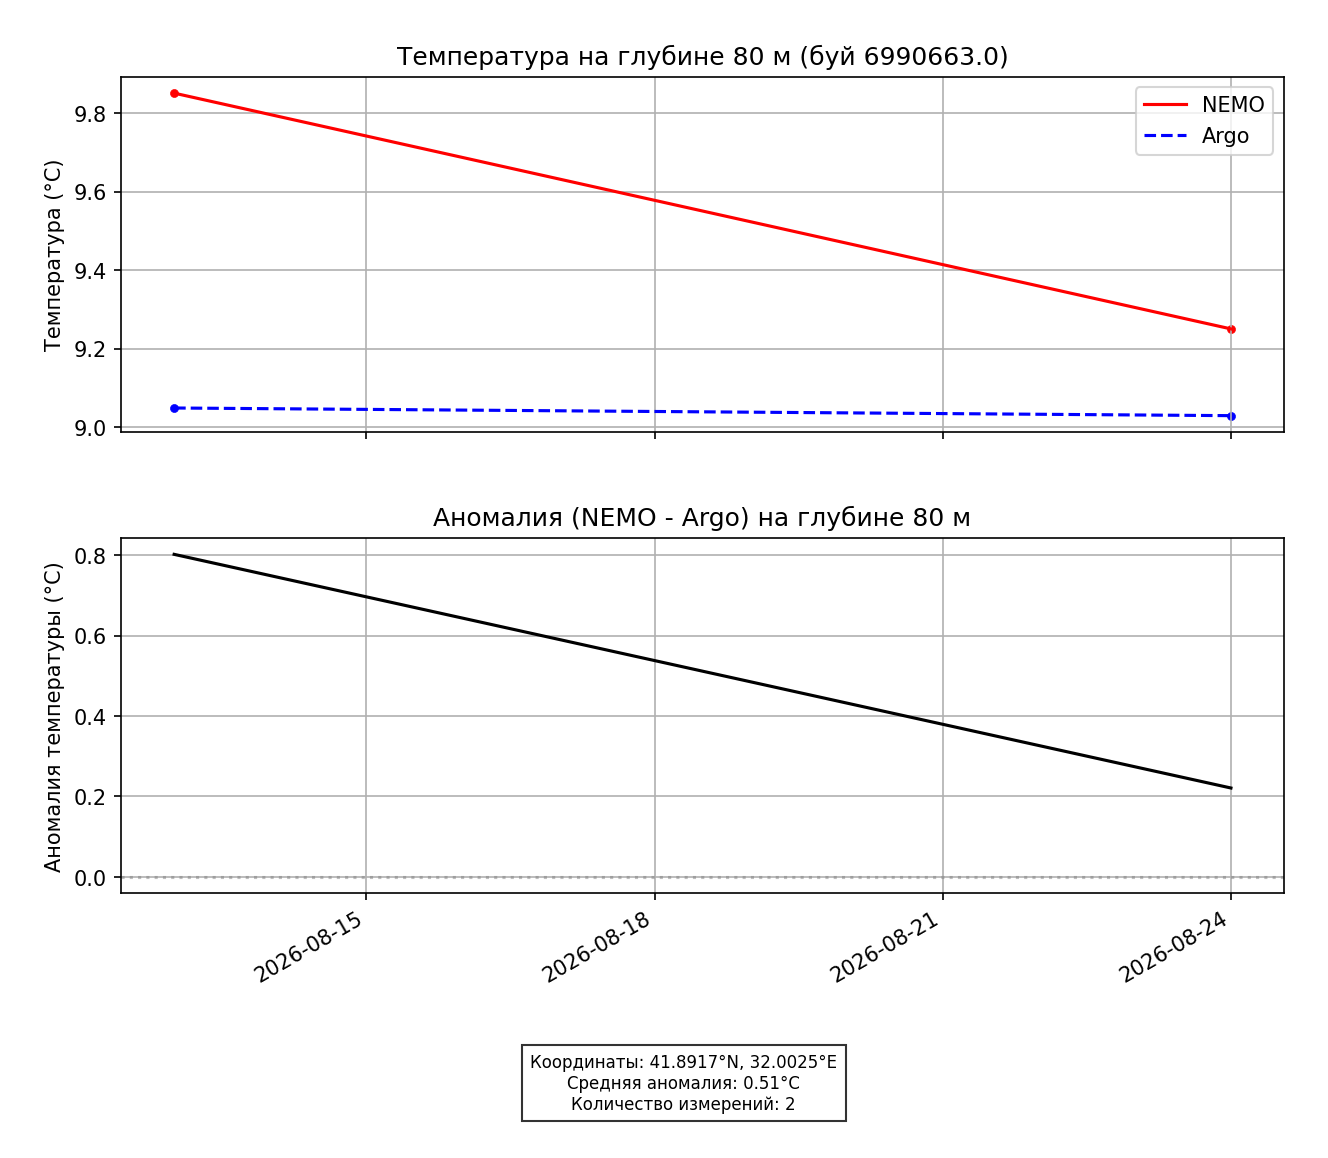 Температура на глубине 80 м (буй 6990663.0)
Температура (°C)
9.8
9.6
9.4
9.2
9.0
NEMO
Argo
Аномалия (NEMO - Argo) на глубине 80 м
Аномалия температуры (°C)
0.8
0.6
0.4
0.2
0.0
2026-08-15
2026-08-18
2026-08-21
2026-08-24
Координаты: 41.8917°N, 32.0025°E
Средняя аномалия: 0.51°C
Количество измерений: 2